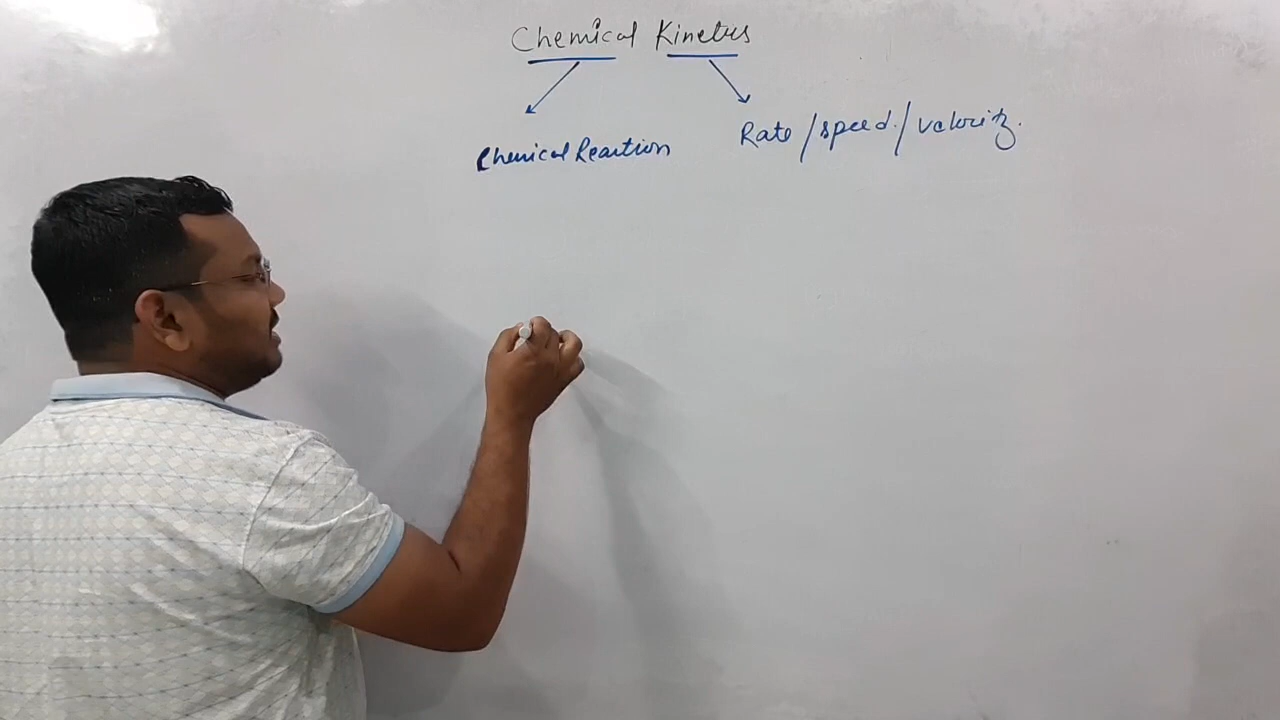 Chemical Kinetics
Chemical Reaction
Rate / speed. / velocity.